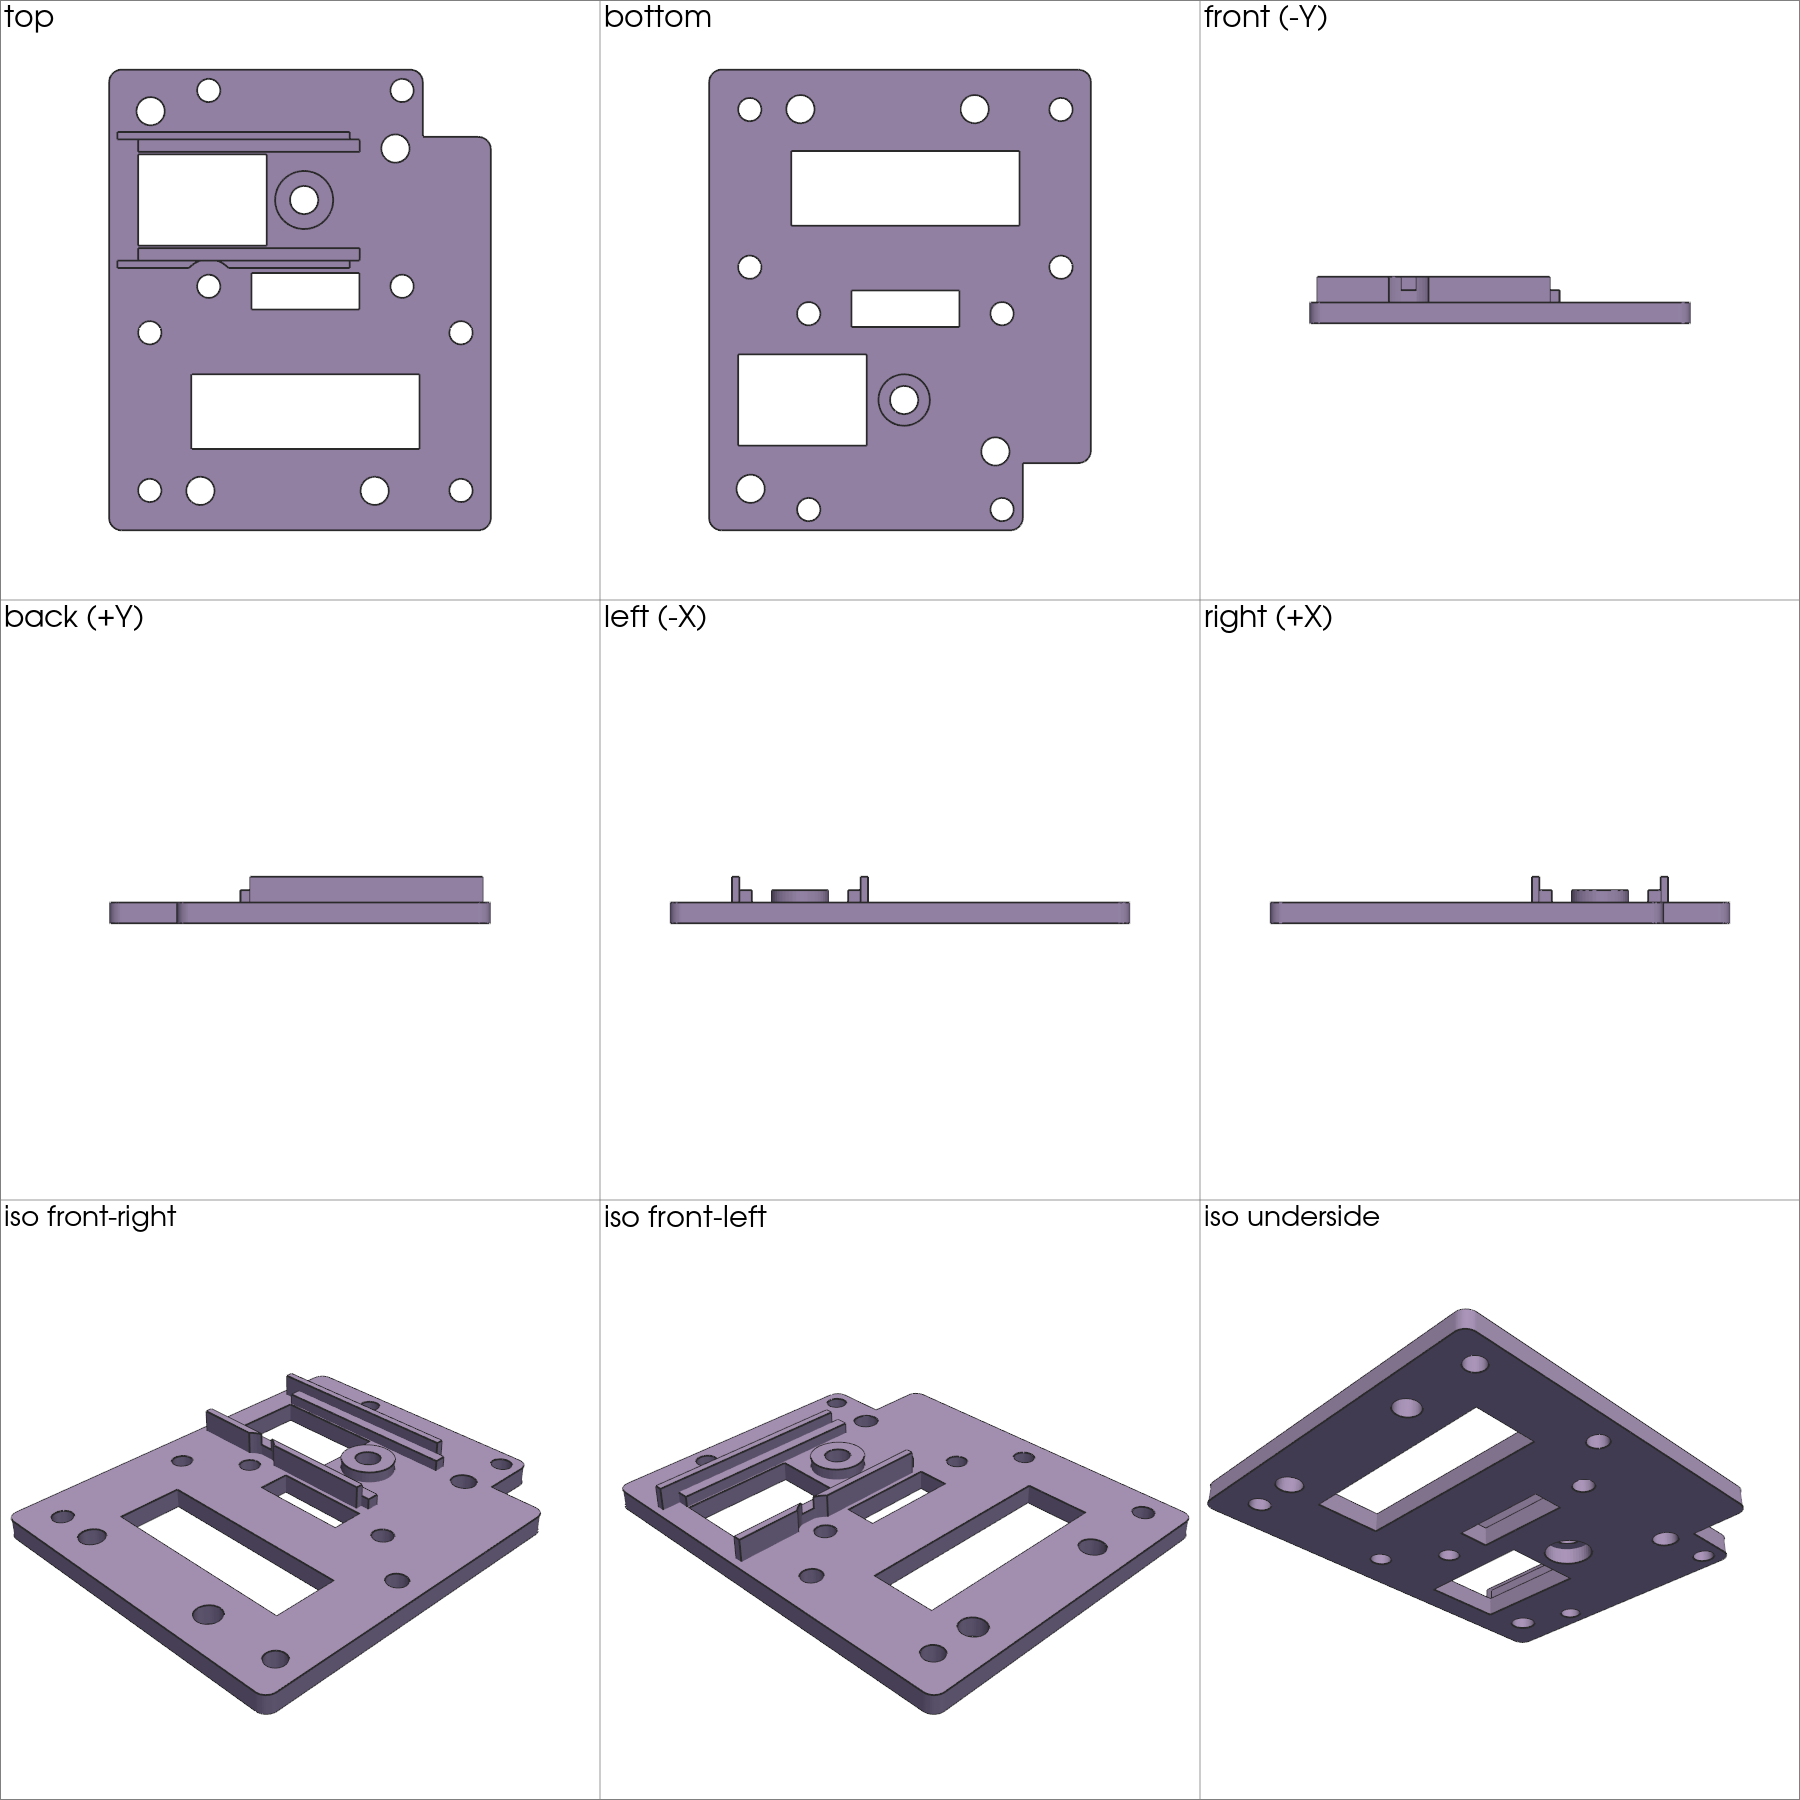 top
bottom
front (-Y)
back (+Y)
left (-X)
right (+X)
iso front-right
iso front-left
iso underside